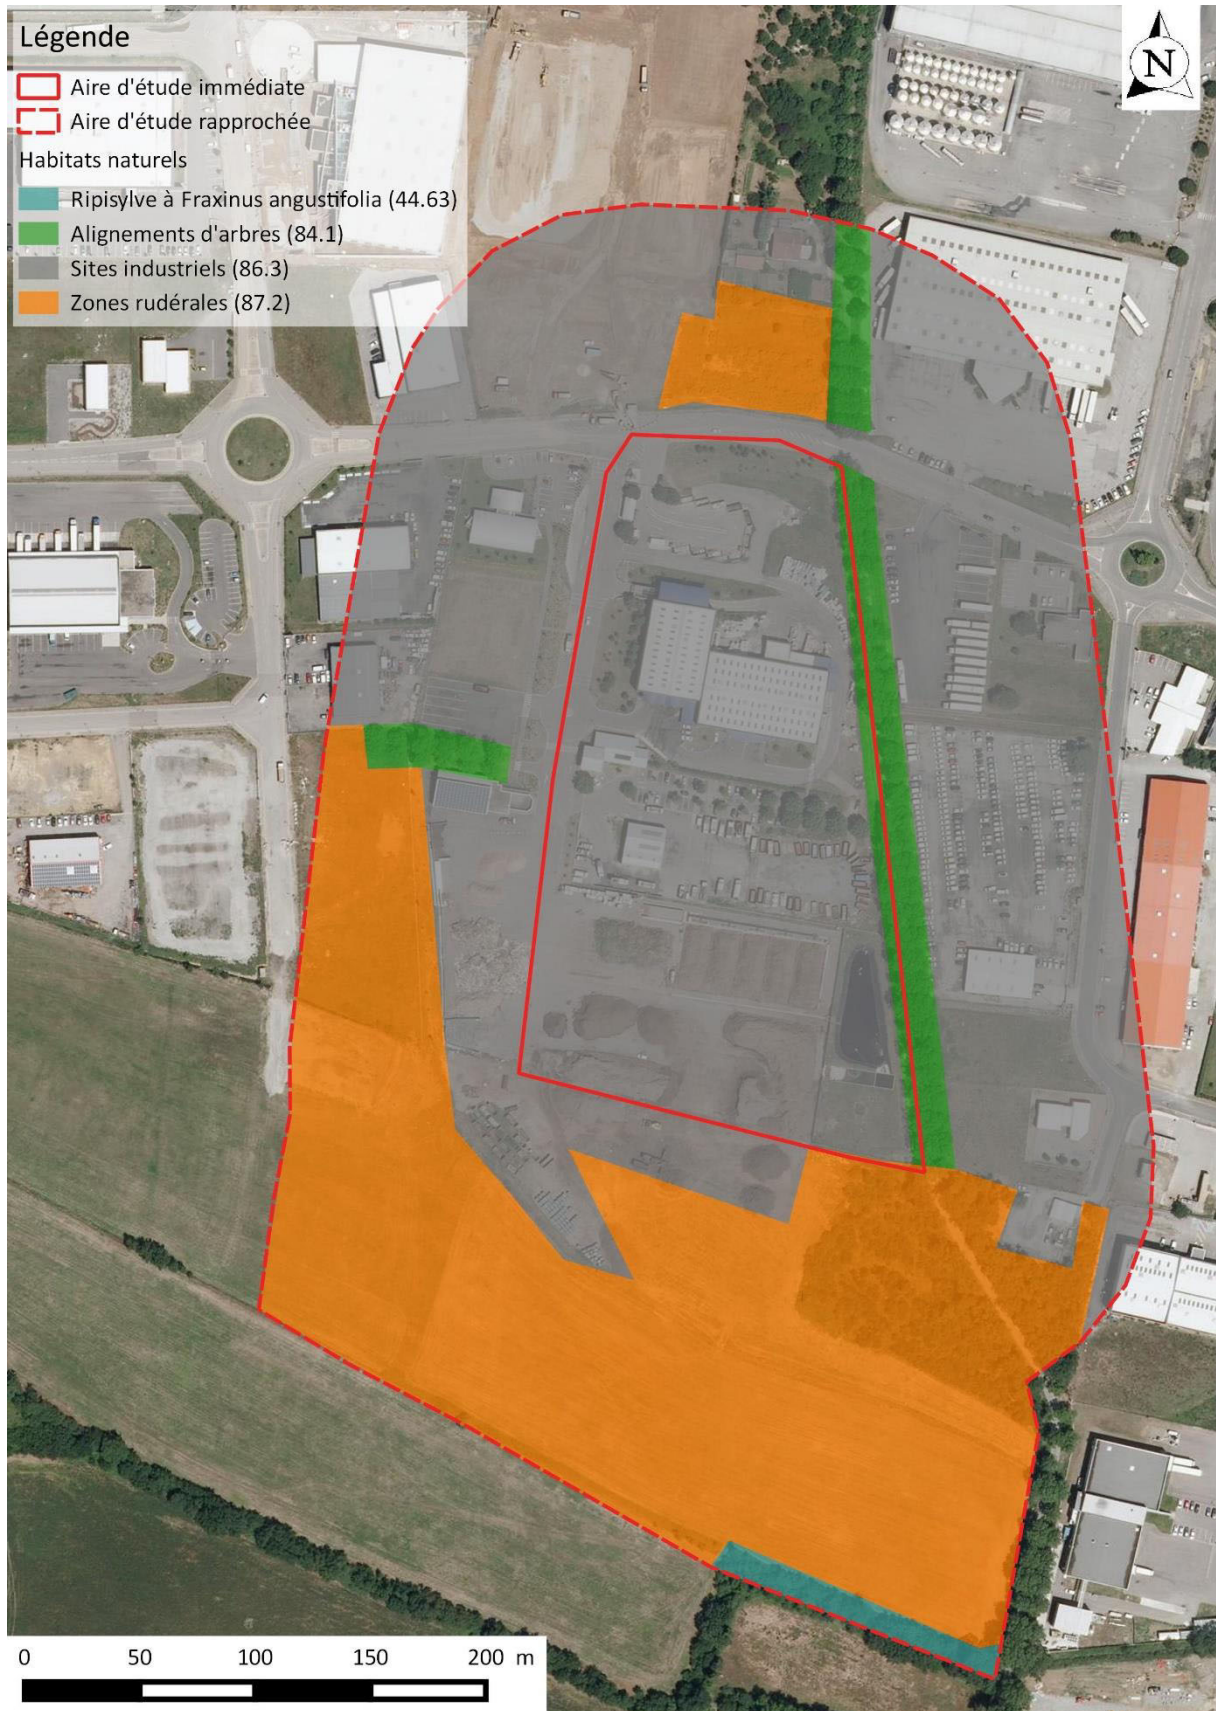 Légende
Aire d'étude immédiate
Aire d'étude rapprochée
Habitats naturels
Ripisylve à Fraxinus angustifolia (44.63)
Alignements d'arbres (84.1)
Sites industriels (86.3)
Zones rudérales (87.2)
N
0 50 100 150 200 m